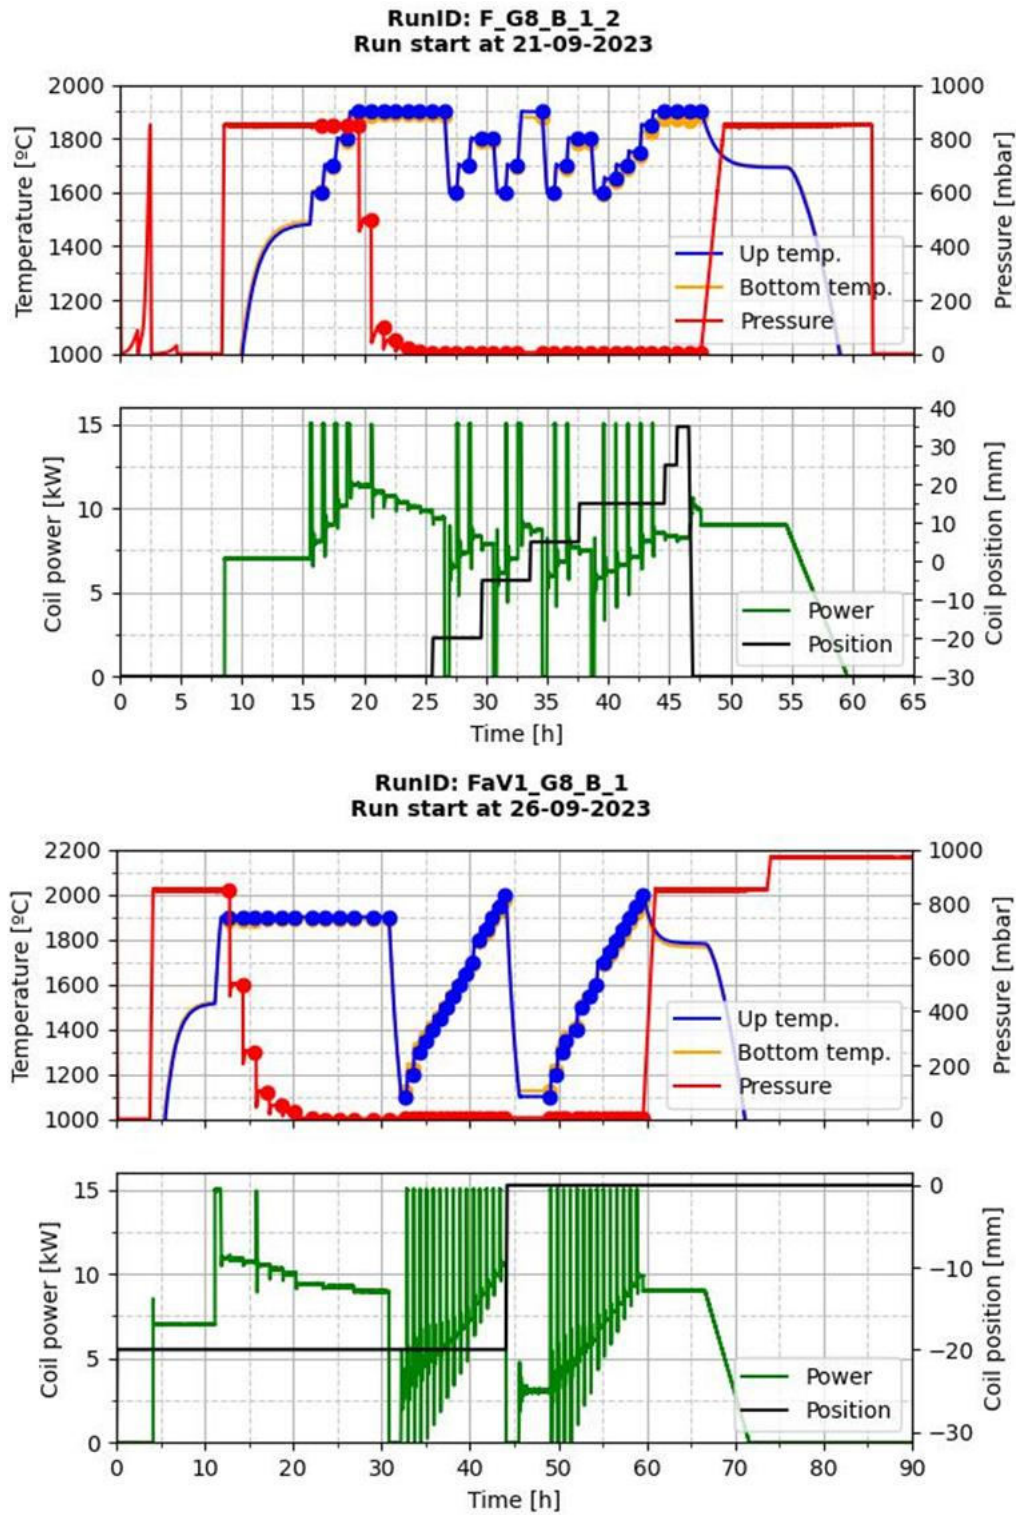 RunID: F_G8_B_1_2
Run start at 21-09-2023
Temperature [ºC]
2000
1800
1600
1400
1200
1000
Pressure [mbar]
1000
800
600
400
200
0
Up temp.
Bottom temp.
Pressure
Coil power [kW]
15
10
5
0
Coil position [mm]
40
30
20
10
0
−10
−20
−30
Power
Position
0 5 10 15 20 25 30 35 40 45 50 55 60 65
Time [h]
RunID: FaV1_G8_B_1
Run start at 26-09-2023
Temperature [ºC]
2200
2000
1800
1600
1400
1200
1000
Pressure [mbar]
1000
800
600
400
200
0
Up temp.
Bottom temp.
Pressure
Coil power [kW]
15
10
5
0
Coil position [mm]
0
−10
−20
−30
Power
Position
0 10 20 30 40 50 60 70 80 90
Time [h]